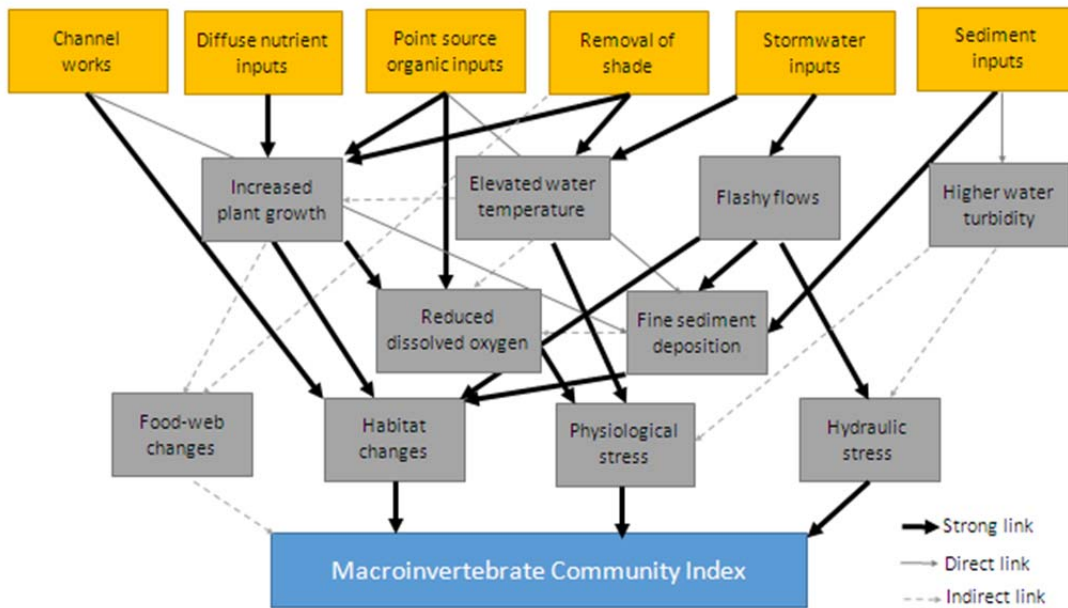 Channel
works
Diffuse nutrient
inputs
Point source
organic inputs
Removal of
shade
Stormwater
inputs
Sediment
inputs
Increased
plant growth
Elevated water
temperature
Flashy flows
Higher water
turbidity
Reduced
dissolved oxygen
Fine sediment
deposition
Food-web
changes
Habitat
changes
Physiological
stress
Hydraulic
stress
Macroinvertebrate Community Index
Strong link
Direct link
Indirect link